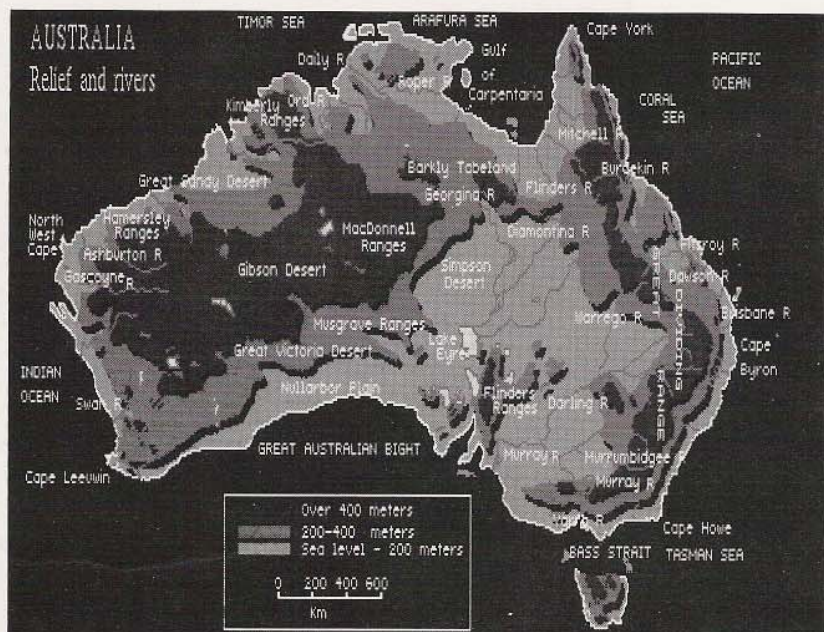 AUSTRALIA
Relief and rivers
TIMOR SEA
ARAFURA SEA
Cape York
Daily R
Roper R
Gulf
of
Carpentaria
PACIFIC
OCEAN
CORAL
SEA
Kimberly
Ranges
Ord R
Mitchell
Barkly Tabeland
Burdekin R
Great Sandy Desert
Georgina R
Flinders R
North
West
Cape
Hamersley
Ranges
MacDonnell
Ranges
Diamontina R
Ashburton R
Fitzroy R
Gascoyne R
Gibson Desert
Simpson
Desert
Dawson R
GREAT
DIVIDING
RANGE
Brisbane R
Musgrave Ranges
Warrego R
Great Victoria Desert
Lake
Eyre
Cape
Byron
INDIAN
OCEAN
Nullarbor Plain
Flinders
Ranges
Darling R
Swan R
GREAT AUSTRALIAN BIGHT
Murray R
Murrumbidgee R
Cape Leeuwin
Murray R
Cape Howe
BASS STRAIT
TASMAN SEA
Over 400 meters
200-400 meters
Sea level - 200 meters
0 200 400 600
Km